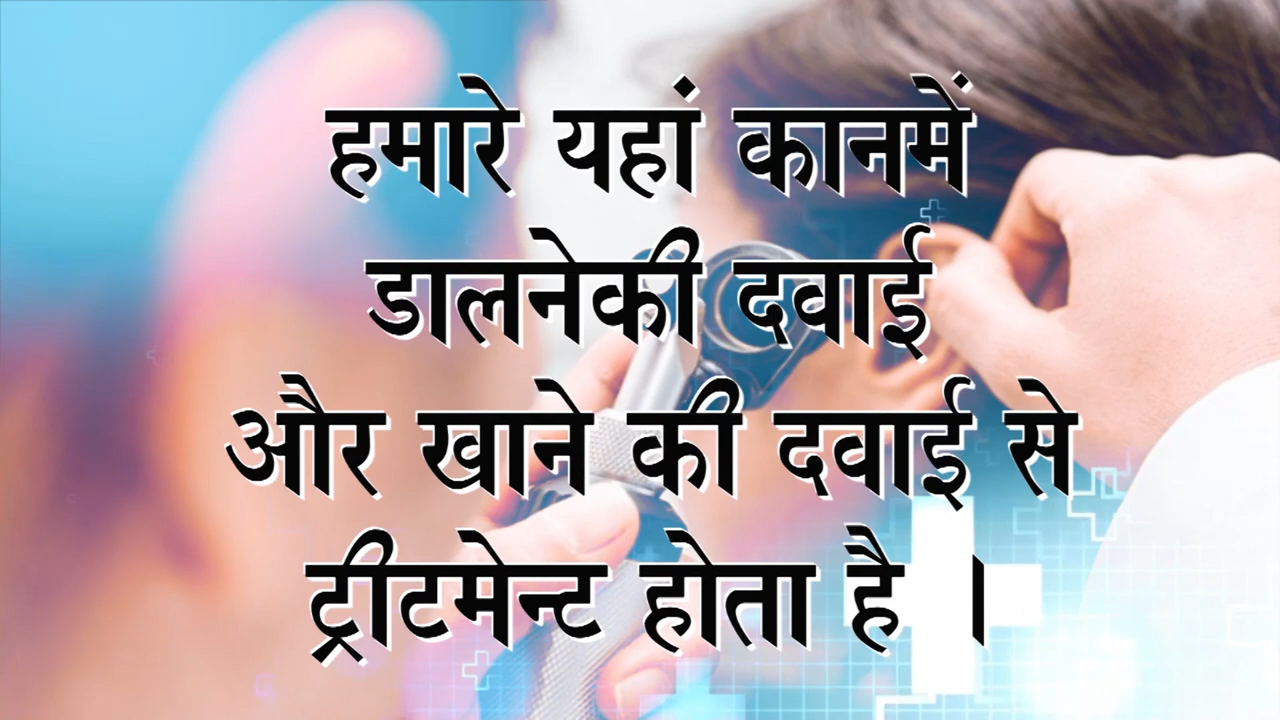 हमारे यहां कानमें
डालनेकी दवाई
और खाने की दवाई से
ट्रीटमेन्ट होता है ।